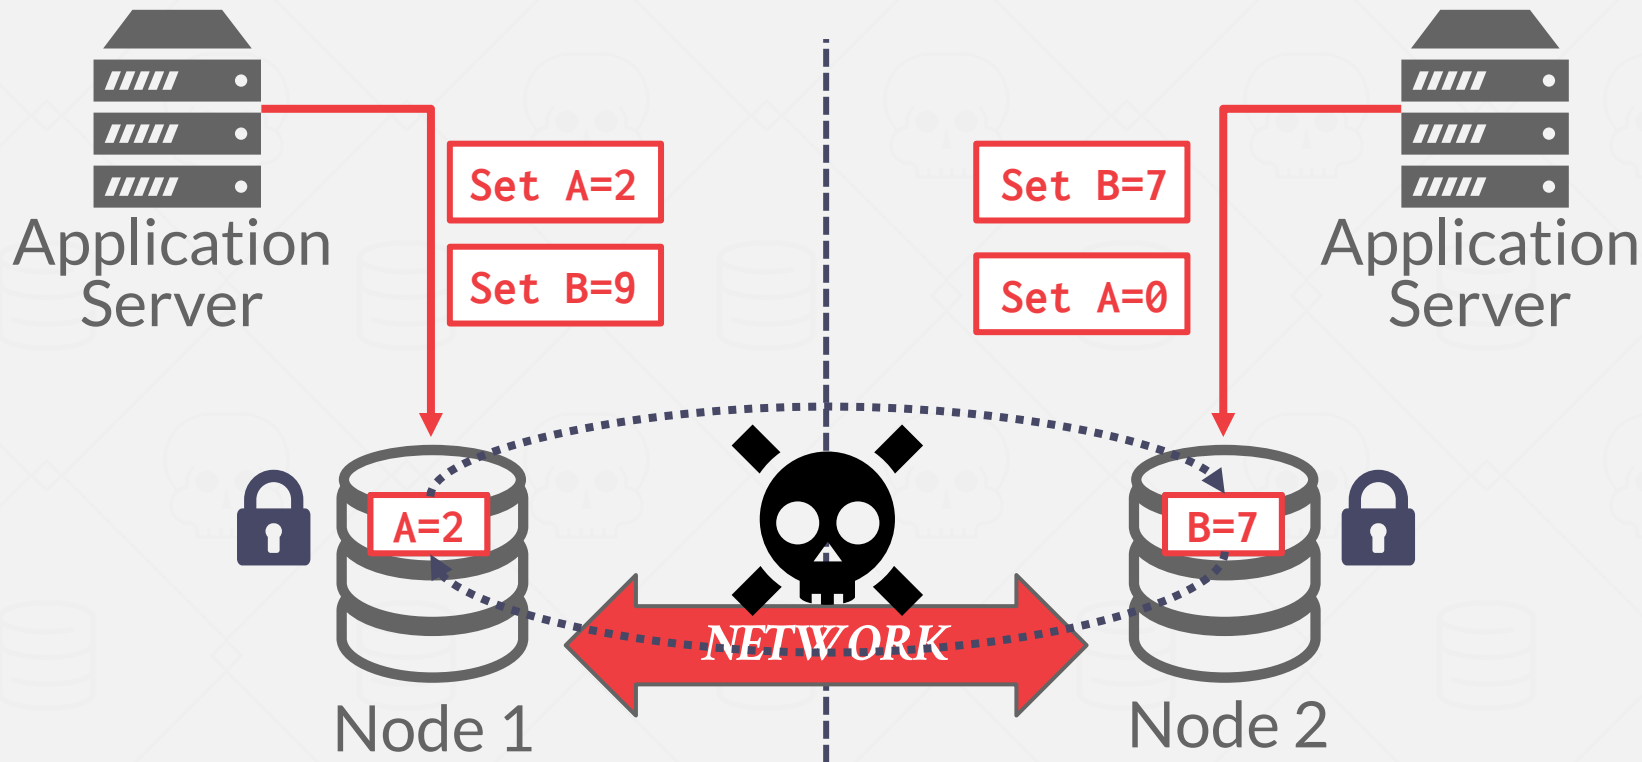 Application
Server
Set A=2
Set B=9
Set B=7
Set A=0
Application
Server
A=2
B=7
NETWORK
Node 1
Node 2